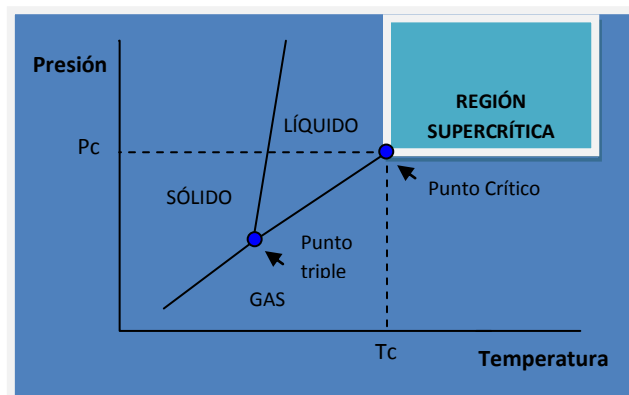 Presión
REGIÓN
SUPERCRÍTICA
LÍQUIDO
Pc
Punto Crítico
SÓLIDO
Punto
triple
GAS
Tc
Temperatura